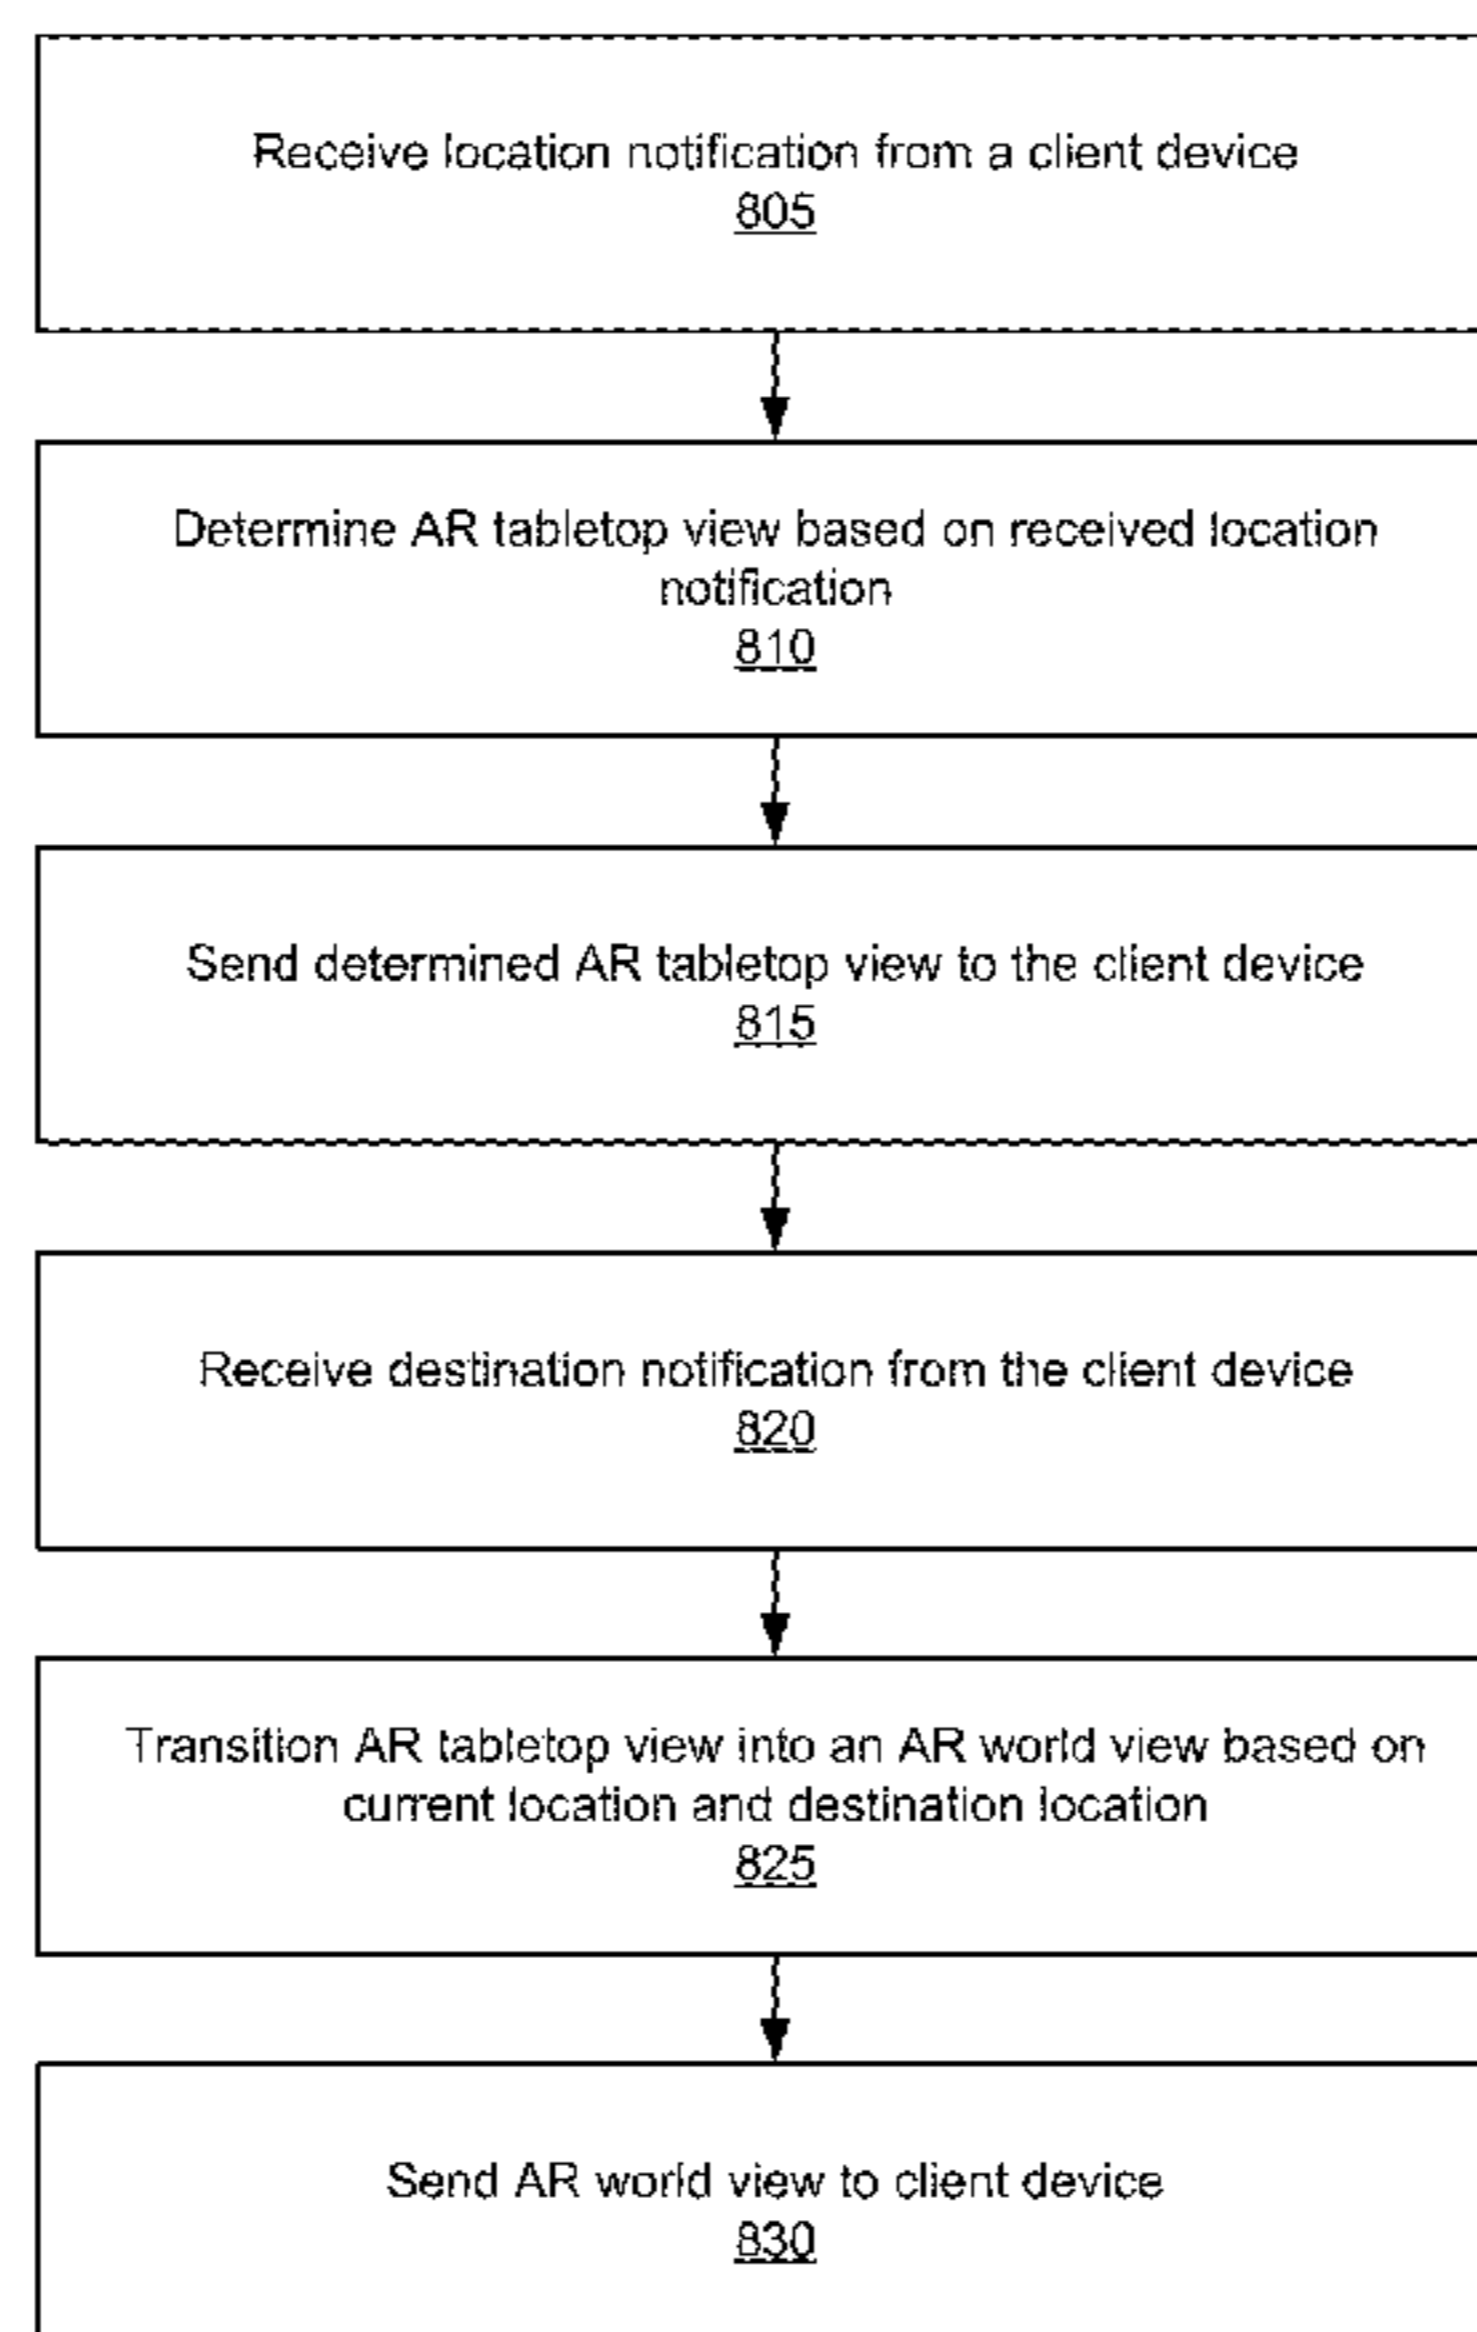 Receive location notification from a client device
805
Determine AR tabletop view based on received location
notification
810
Send determined AR tabletop view to the client device
815
Receive destination notification from the client device
820
Transition AR tabletop view into an AR world view based on
current location and destination location
825
Send AR world view to client device
830